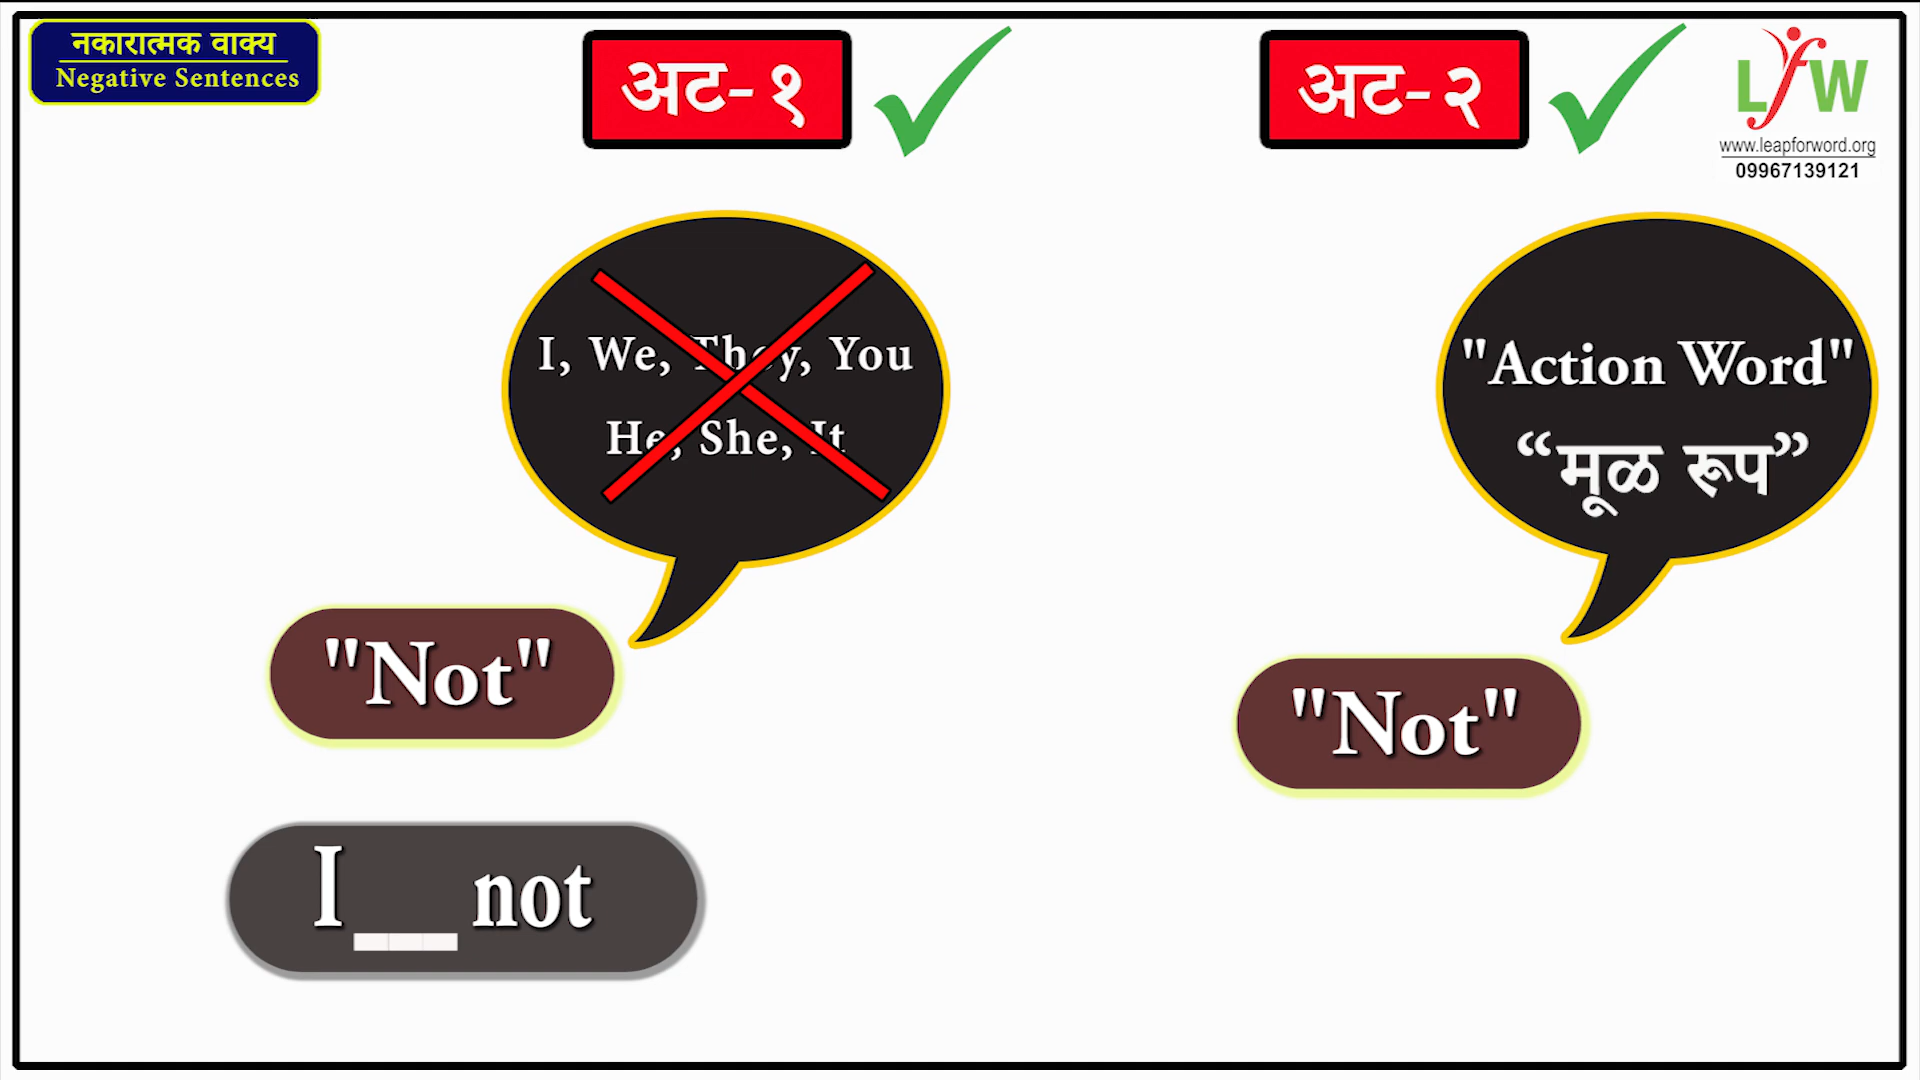 नकारात्मक वाक्य
Negative Sentences
अट-१
अट-२
LfW
www.leapforword.org
09967139121
I, We, They, You
He, She, It
"Action Word"
“मूळ रूप”
"Not"
"Not"
I___not